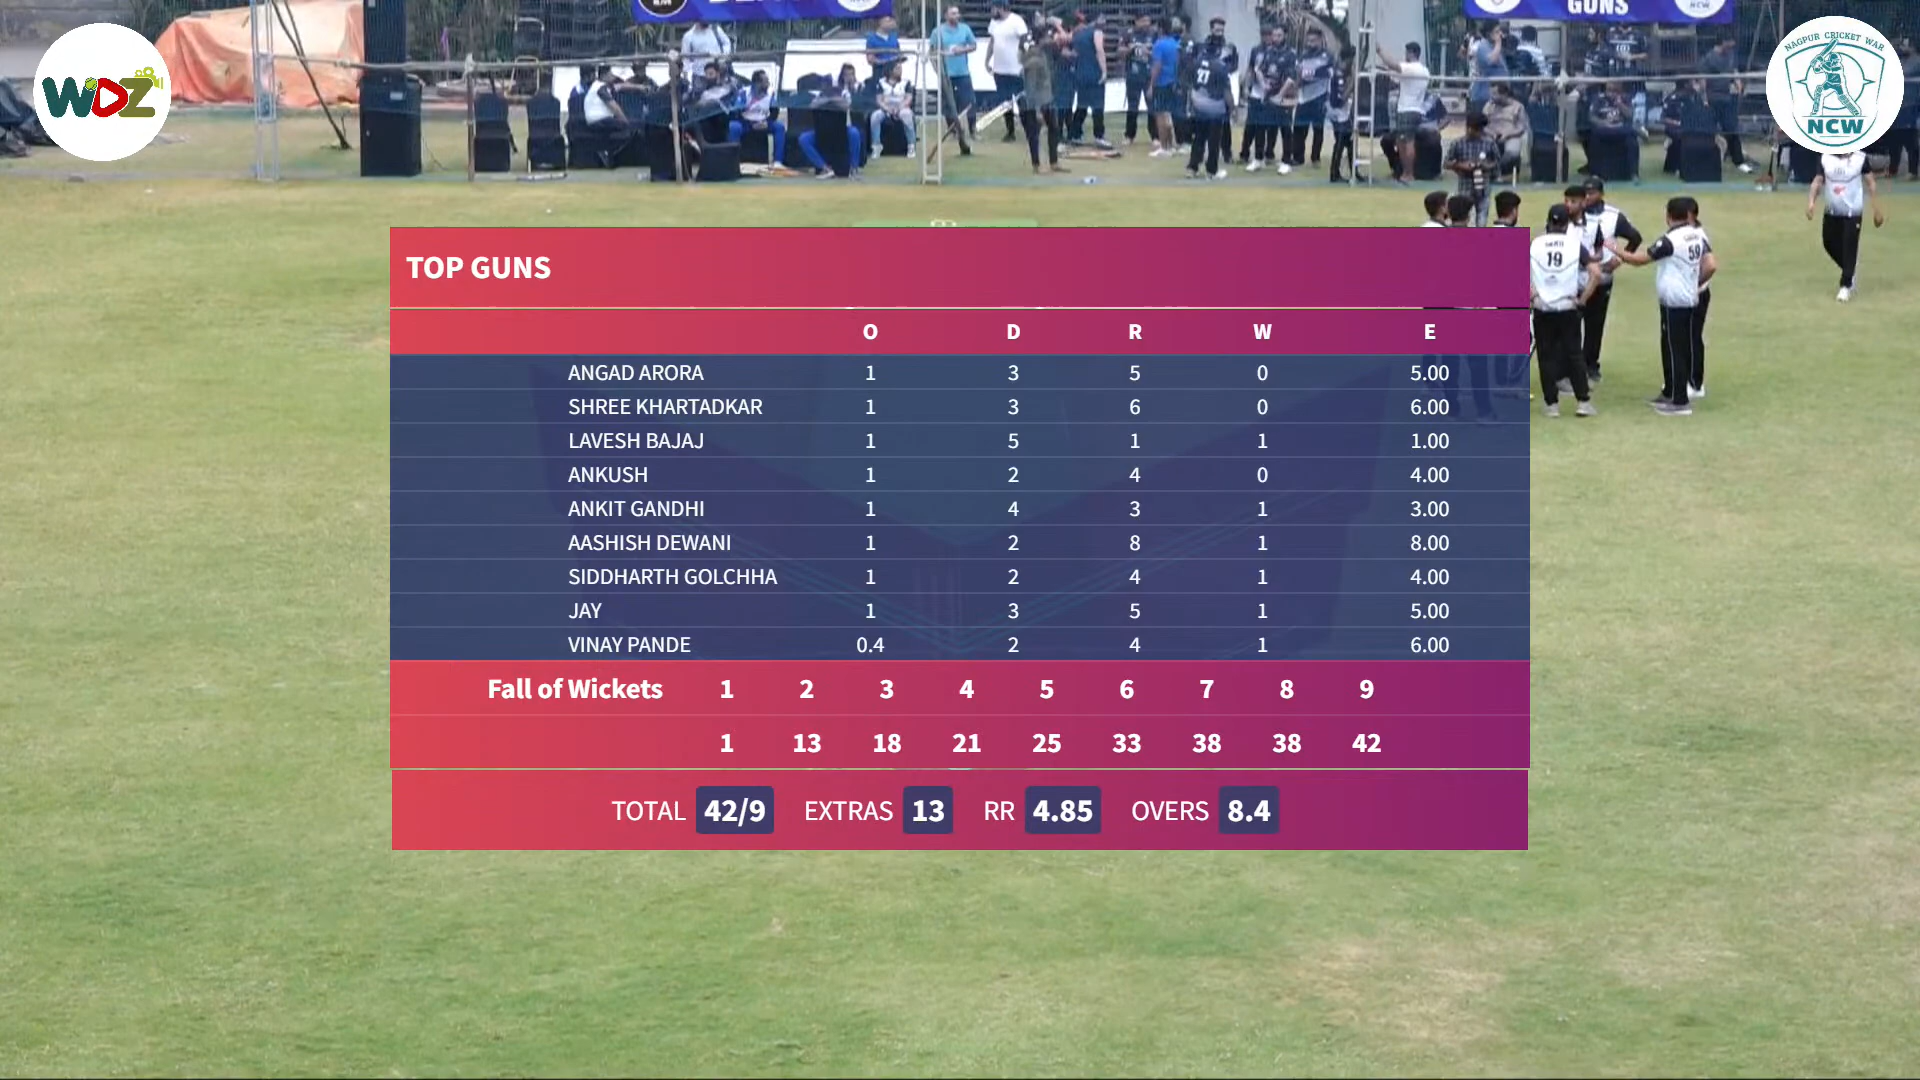 GUNS
NCW
WDZ
NAGPUR CRICKET WAR
NCW
27
19
59
TOP GUNS
O D R W E
ANGAD ARORA 1 3 5 0 5.00
SHREE KHARTADKAR 1 3 6 0 6.00
LAVESH BAJAJ 1 5 1 1 1.00
ANKUSH 1 2 4 0 4.00
ANKIT GANDHI 1 4 3 1 3.00
AASHISH DEWANI 1 2 8 1 8.00
SIDDHARTH GOLCHHA 1 2 4 1 4.00
JAY 1 3 5 1 5.00
VINAY PANDE 0.4 2 4 1 6.00
Fall of Wickets 1 2 3 4 5 6 7 8 9
1 13 18 21 25 33 38 38 42
TOTAL 42/9 EXTRAS 13 RR 4.85 OVERS 8.4